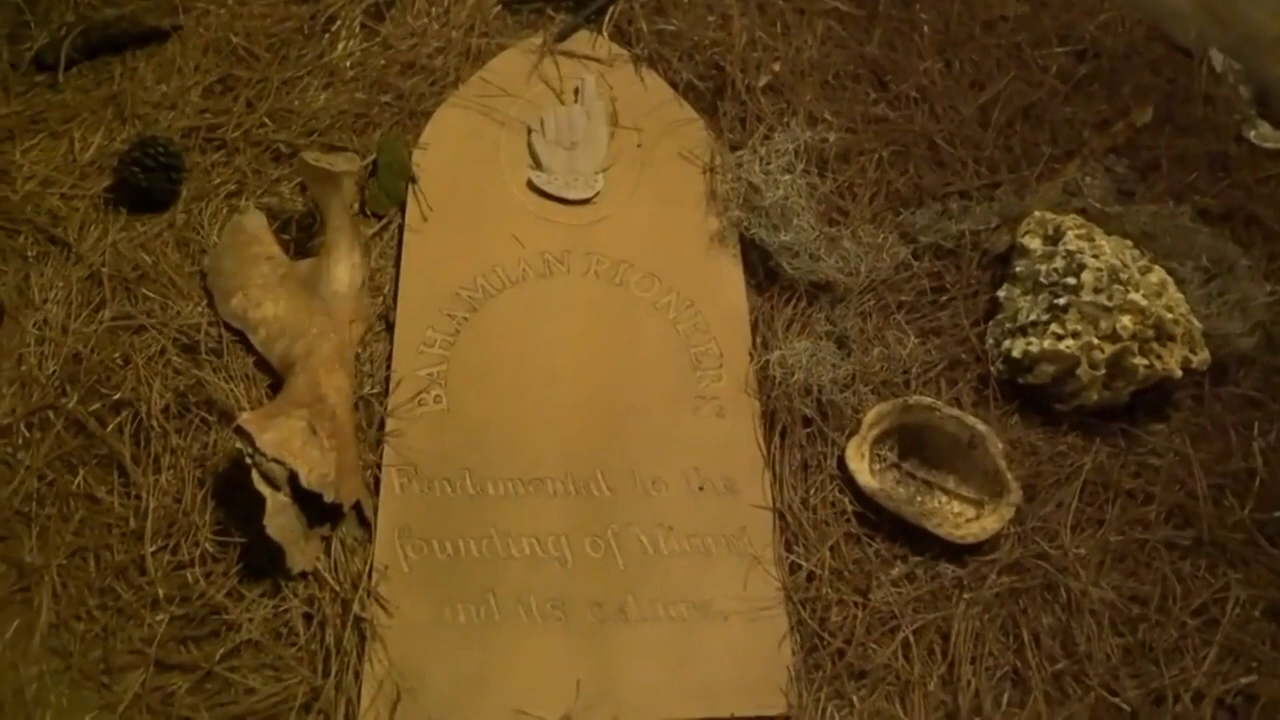 BAHAMIAN PIONEERS
Fundamental to the
founding of Miami
and its culture.